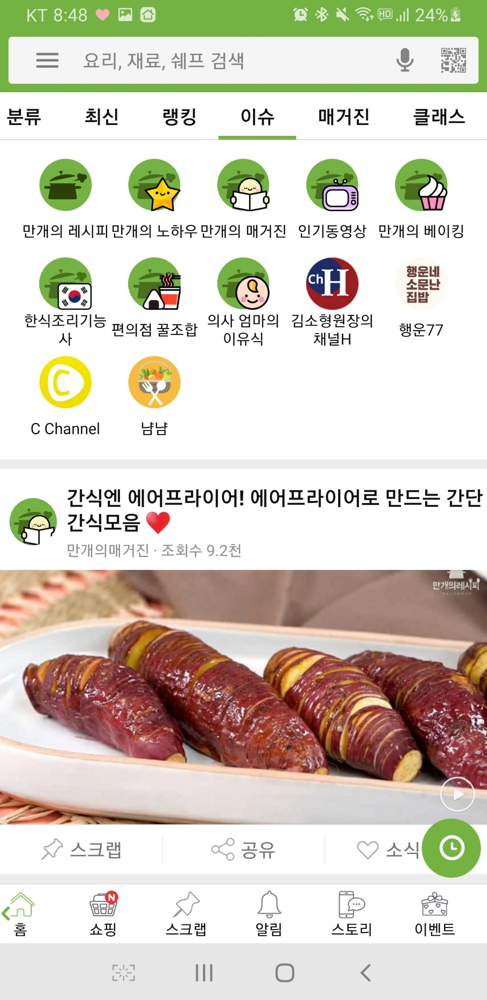 KT 8:48
HD 24%
요리, 재료, 쉐프 검색
분류 최신 랭킹 이슈 매거진 클래스
만개의 레시피 만개의 노하우 만개의 매거진 인기동영상 만개의 베이킹
Ch H
행운네
소문난
집밥
한식조리기능
사
편의점 꿀조합
의사 엄마의
이유식
김소형원장의
채널H
행운77
C
C Channel 냠냠
간식엔 에어프라이어! 에어프라이어로 만드는 간단
간식모음
만개의매거진 · 조회수 9.2천
만개의레시피
스크랩 공유 소식
N
홈 쇼핑 스크랩 알림 스토리 이벤트